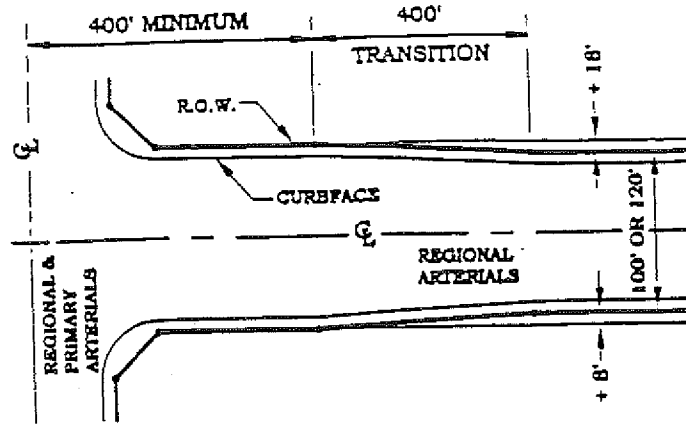 400' MINIMUM
400'
TRANSITION
+ 18'
R.O.W.
CURBFACE
100' OR 120'
REGIONAL
ARTERIALS
REGIONAL &
PRIMARY
ARTERIALS
+ 8'